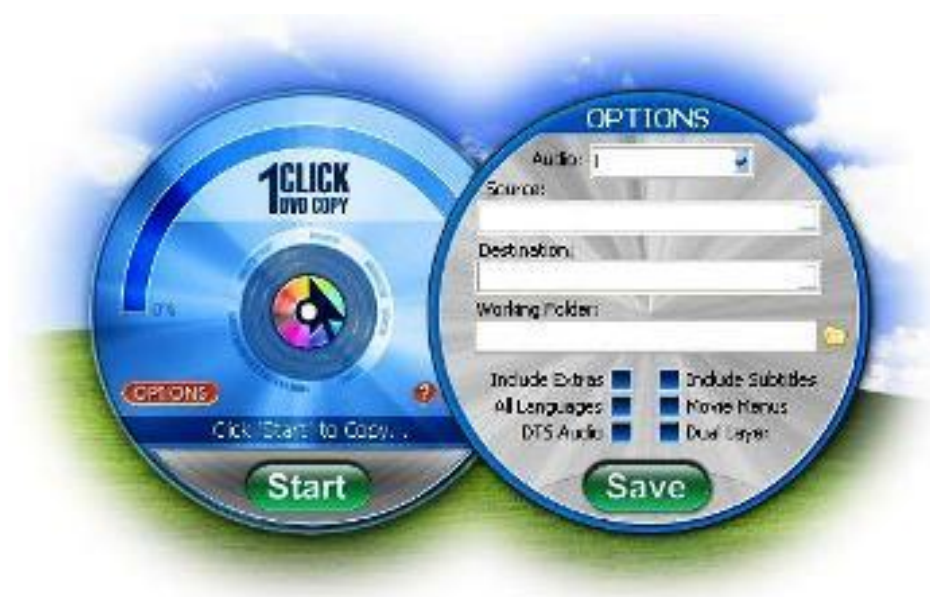 1CLICK
DVD COPY
0%
OPTIONS
?
Click 'Start' to Copy...
Start
OPTIONS
Audio: 1
Source:
Destination:
Working Folder:
Include Extras
Include Subtitles
All Languages
Movie Menus
DTS Audio
Dual Layer
Save